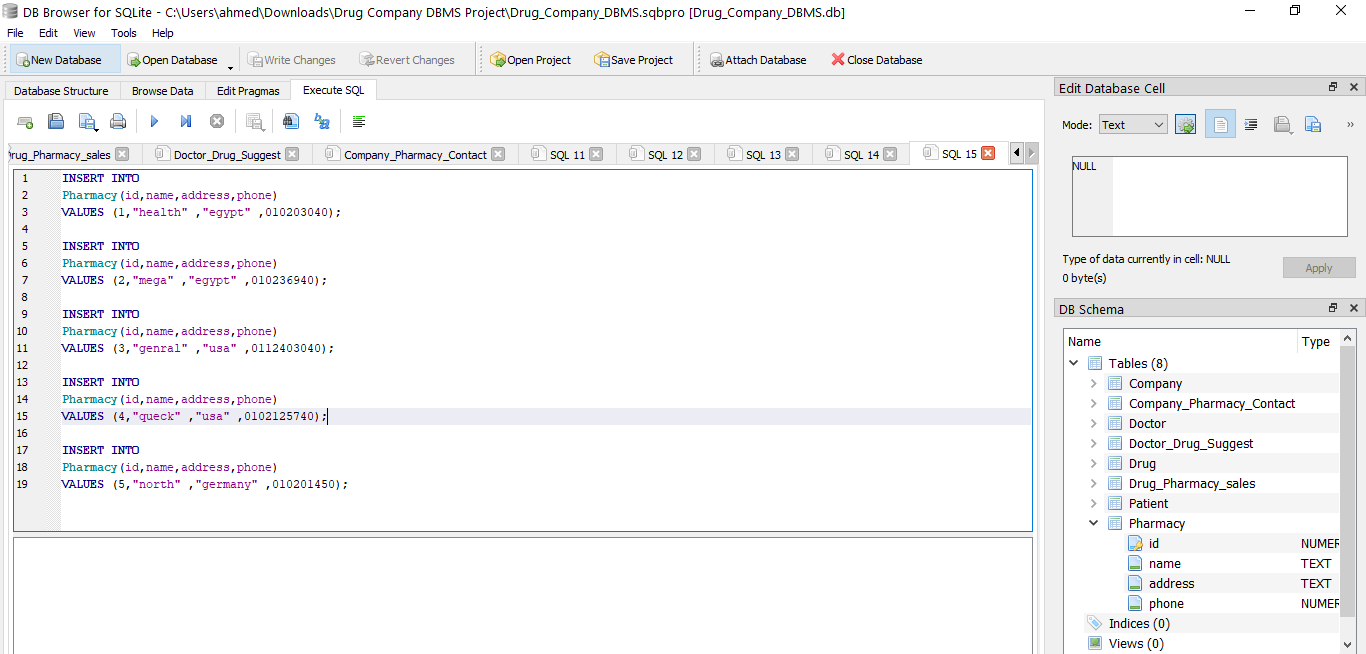 DB Browser for SQLite - C:\Users\ahmed\Downloads\Drug Company DBMS Project\Drug_Company_DBMS.sqbpro [Drug_Company_DBMS.db]
File Edit View Tools Help
New Database Open Database Write Changes Revert Changes Open Project Save Project Attach Database Close Database
Database Structure Browse Data Edit Pragmas Execute SQL
rug_Pharmacy_sales Doctor_Drug_Suggest Company_Pharmacy_Contact SQL 11 SQL 12 SQL 13 SQL 14 SQL 15
1 INSERT INTO
2 Pharmacy(id,name,address,phone)
3 VALUES (1,"health" ,"egypt" ,010203040);
4
5 INSERT INTO
6 Pharmacy(id,name,address,phone)
7 VALUES (2,"mega" ,"egypt" ,010236940);
8
9 INSERT INTO
10 Pharmacy(id,name,address,phone)
11 VALUES (3,"genral" ,"usa" ,0112403040);
12
13 INSERT INTO
14 Pharmacy(id,name,address,phone)
15 VALUES (4,"queck" ,"usa" ,0102125740);
16
17 INSERT INTO
18 Pharmacy(id,name,address,phone)
19 VALUES (5,"north" ,"germany" ,010201450);
Edit Database Cell
Mode: Text
NULL
Type of data currently in cell: NULL
0 byte(s)
Apply
DB Schema
Name Type
Tables (8)
Company
Company_Pharmacy_Contact
Doctor
Doctor_Drug_Suggest
Drug
Drug_Pharmacy_sales
Patient
Pharmacy
id NUMER
name TEXT
address TEXT
phone NUMER
Indices (0)
Views (0)